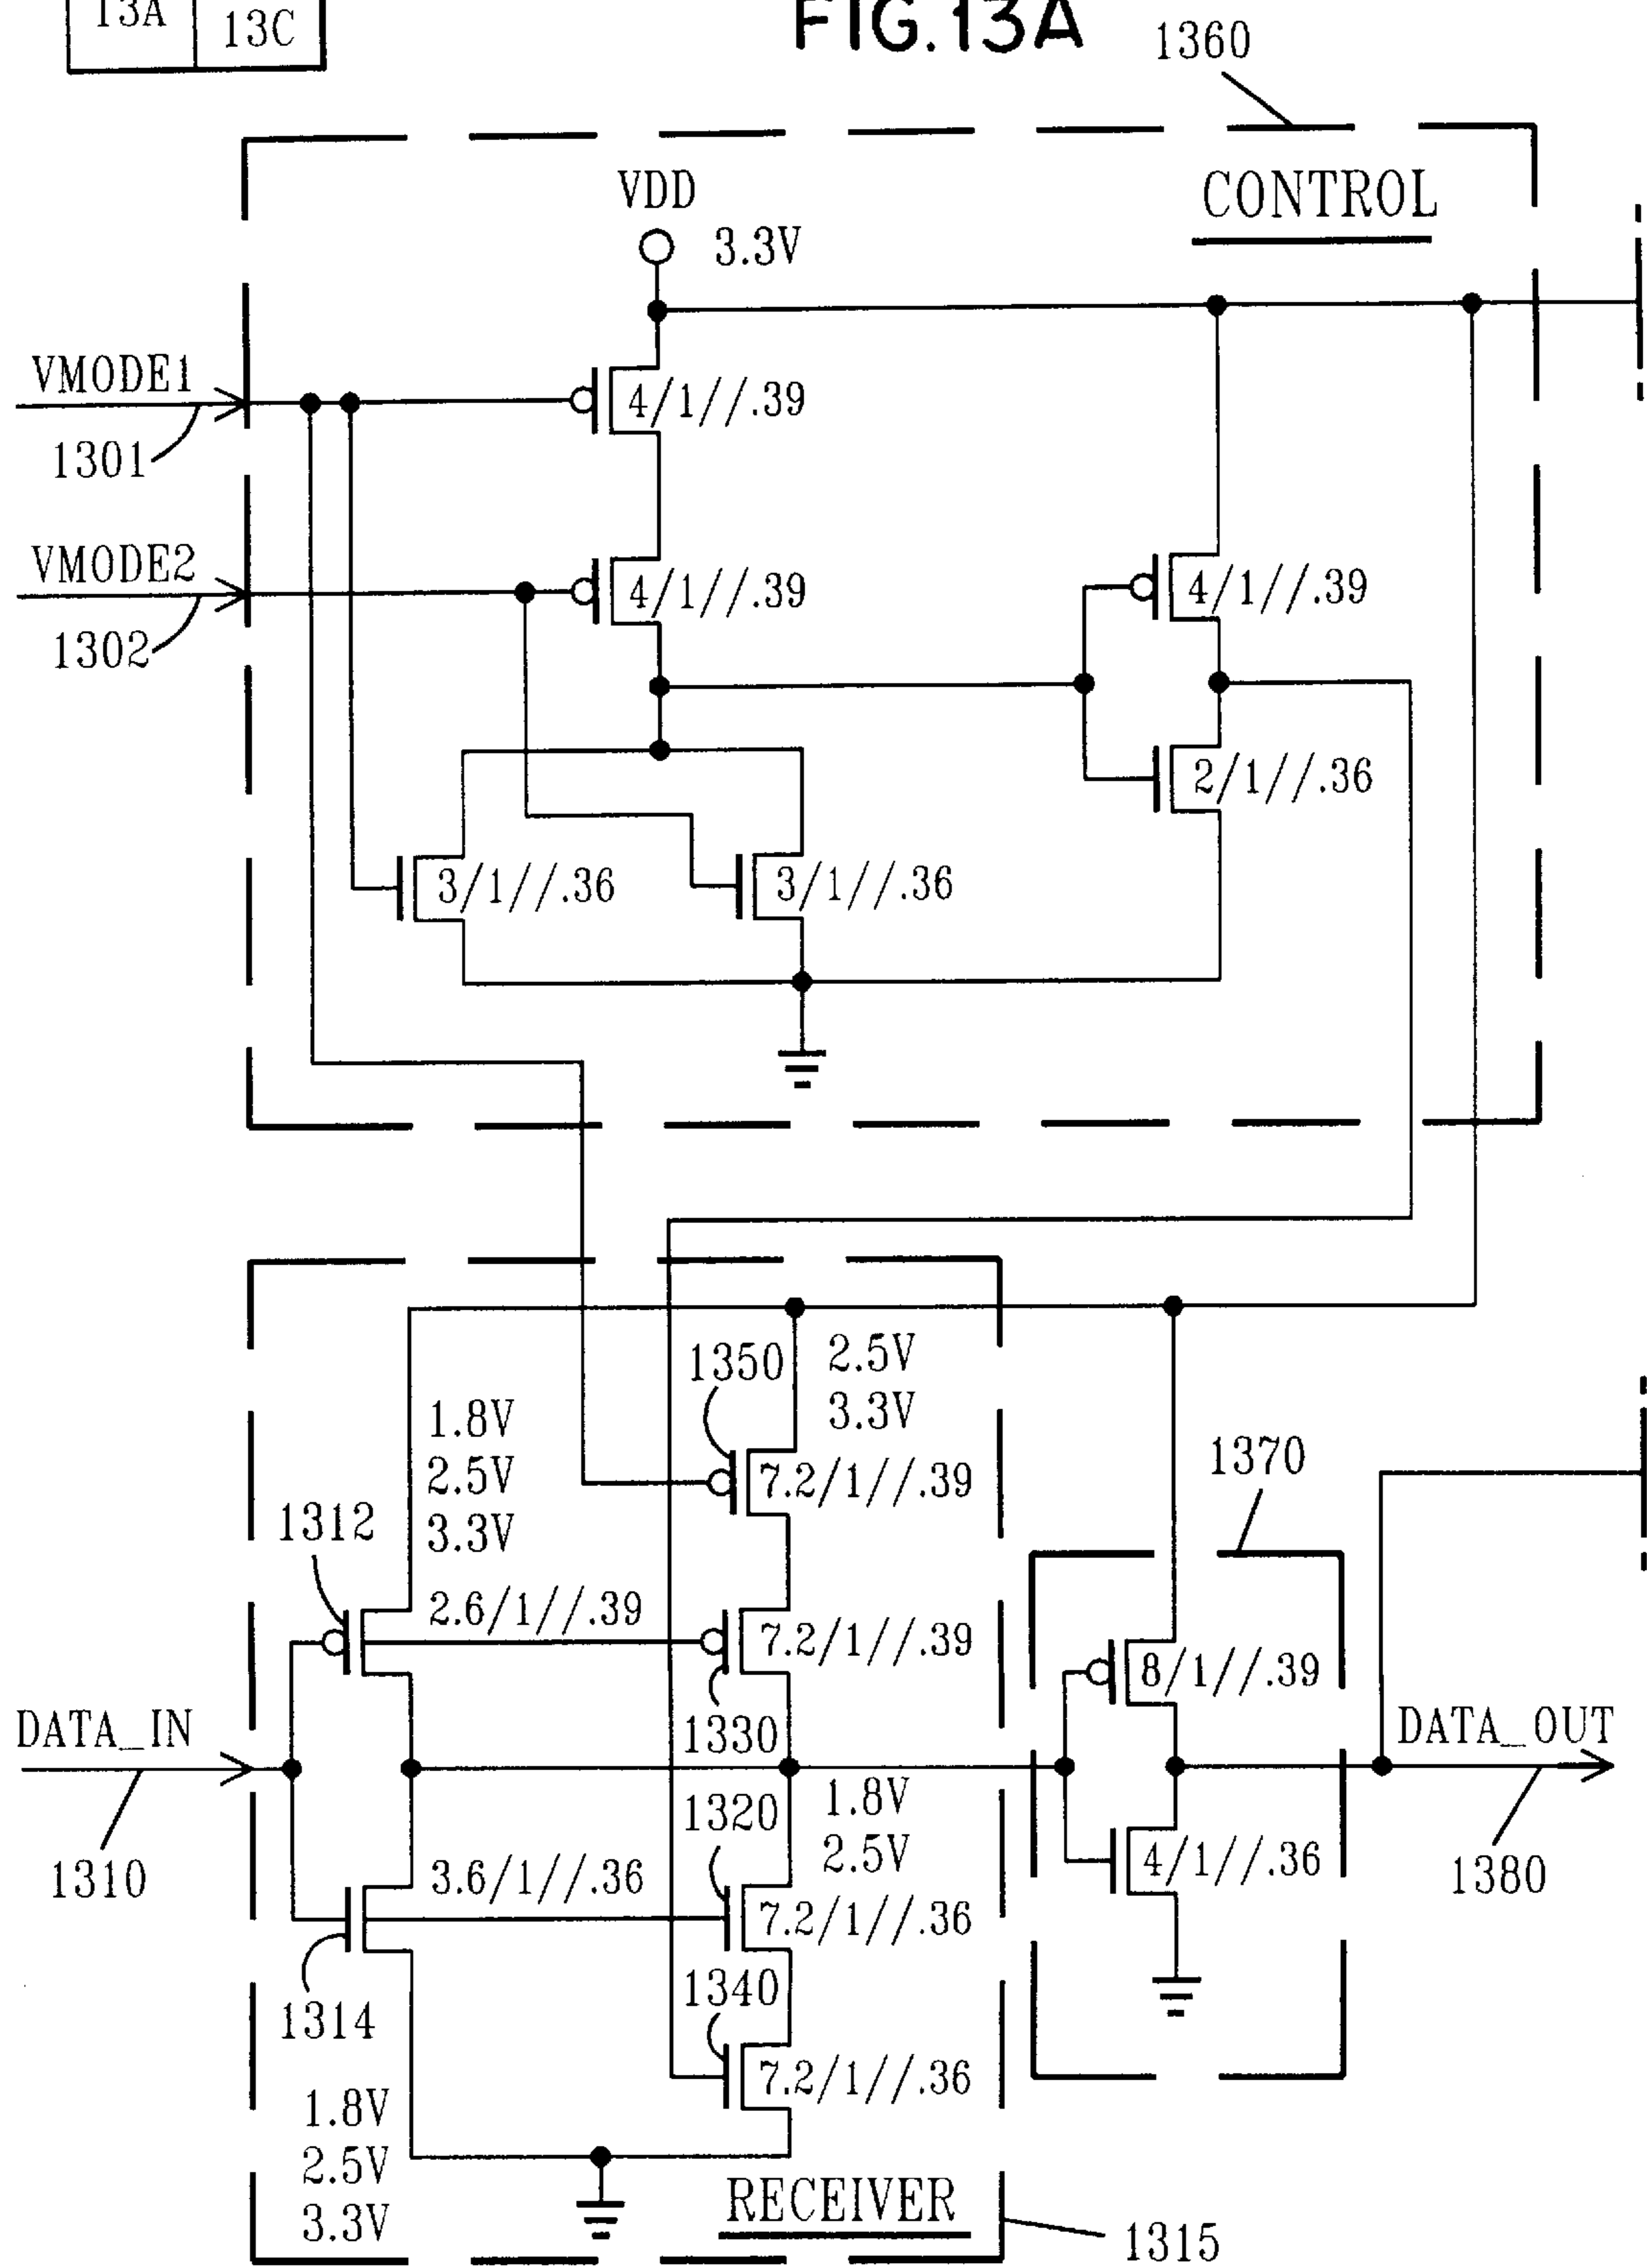 13A
13C
FIG.13A
1360
CONTROL
VDD
3.3V
VMODE1
1301
4/1//.39
VMODE2
1302
4/1//.39
4/1//.39
2/1//.36
3/1//.36
3/1//.36
1350
2.5V
3.3V
1.8V
2.5V
3.3V
7.2/1//.39
1370
1312
2.6/1//.39
7.2/1//.39
8/1//.39
1330
DATA_IN
DATA_OUT
1310
1320
1.8V
2.5V
4/1//.36
1380
3.6/1//.36
7.2/1//.36
1314
1340
7.2/1//.36
1.8V
2.5V
3.3V
RECEIVER
1315